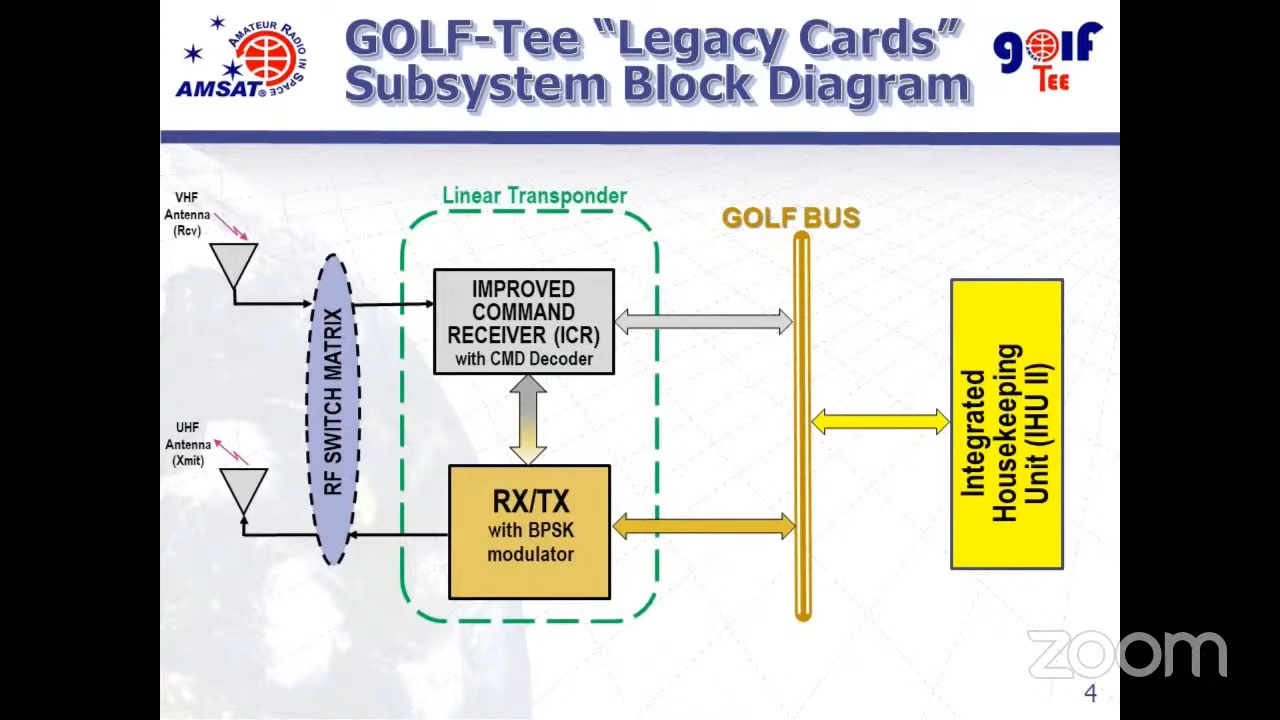 GOLF-Tee “Legacy Cards”
Subsystem Block Diagram
AMATEUR RADIO IN SPACE
AMSAT®
golf
TEE
Linear Transponder
VHF
Antenna
(Rcv)
GOLF BUS
IMPROVED
COMMAND
RECEIVER (ICR)
with CMD Decoder
RF SWITCH MATRIX
Integrated
Housekeeping
Unit (IHU II)
UHF
Antenna
(Xmit)
RX/TX
with BPSK
modulator
zoom
4